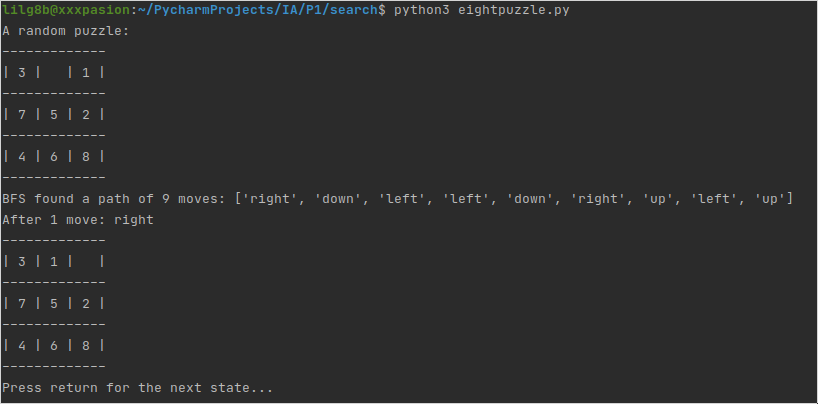 lilg8b@xxxpasion:~/PycharmProjects/IA/P1/search$ python3 eightpuzzle.py
A random puzzle:
-------------
| 3 |   | 1 |
-------------
| 7 | 5 | 2 |
-------------
| 4 | 6 | 8 |
-------------
BFS found a path of 9 moves: ['right', 'down', 'left', 'left', 'down', 'right', 'up', 'left', 'up']
After 1 move: right
-------------
| 3 | 1 |   |
-------------
| 7 | 5 | 2 |
-------------
| 4 | 6 | 8 |
-------------
Press return for the next state...